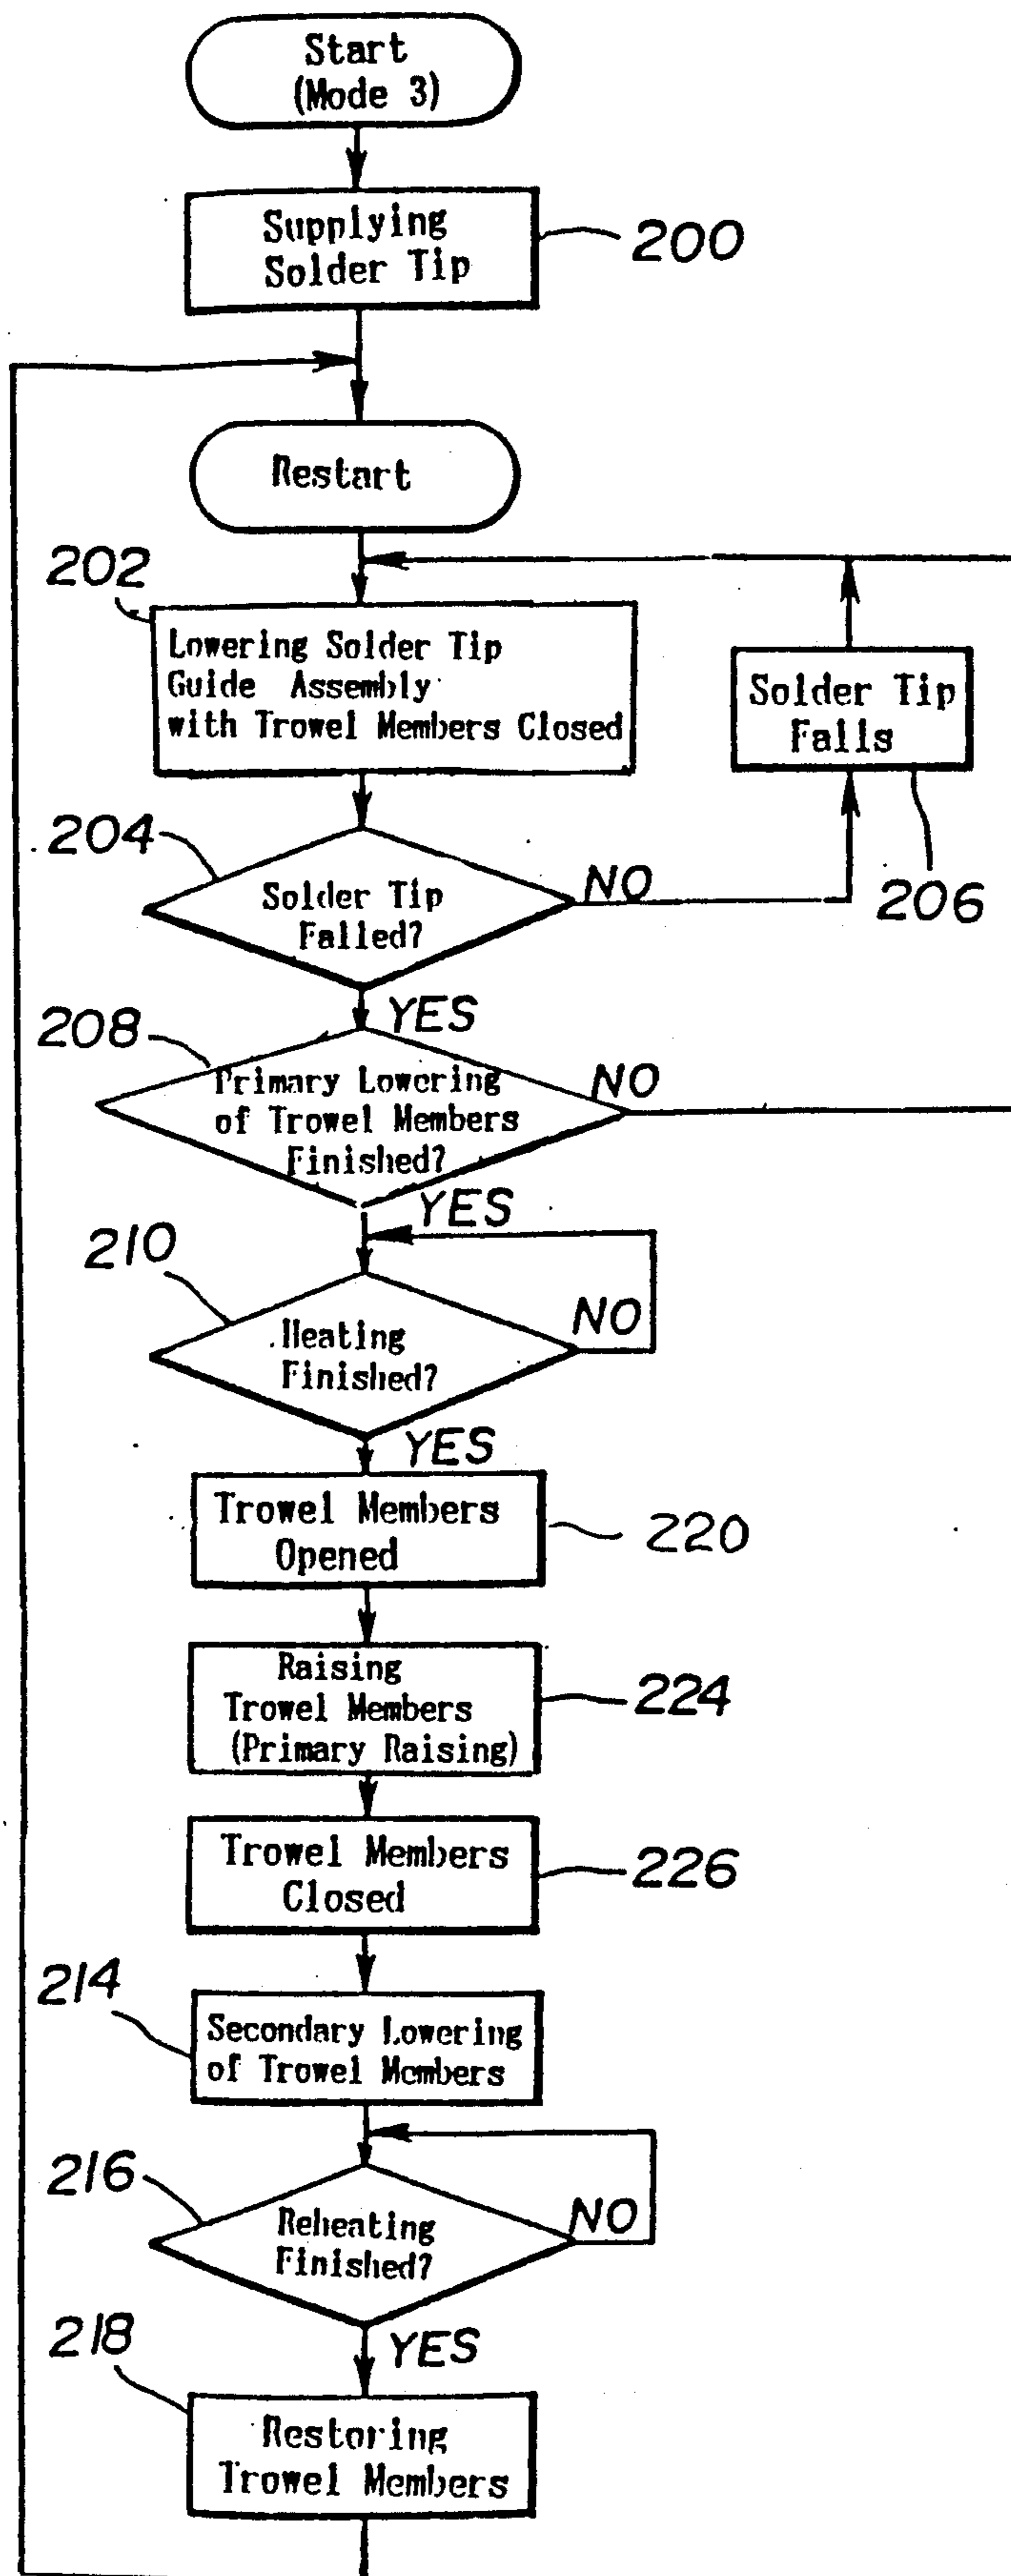 Start
(Mode 3)
Supplying
Solder Tip
200
Restart
202
Lowering Solder Tip
Guide Assembly
with Trowel Members Closed
Solder Tip
Falls
204
Solder Tip
Falled?
NO
206
YES
208
Primary Lowering
of Trowel Members
Finished?
NO
YES
210
Heating
Finished?
NO
YES
Trowel Members
Opened
220
Raising
Trowel Members
(Primary Raising)
224
Trowel Members
Closed
226
214
Secondary Lowering
of Trowel Members
216
Reheating
Finished?
NO
YES
218
Restoring
Trowel Members